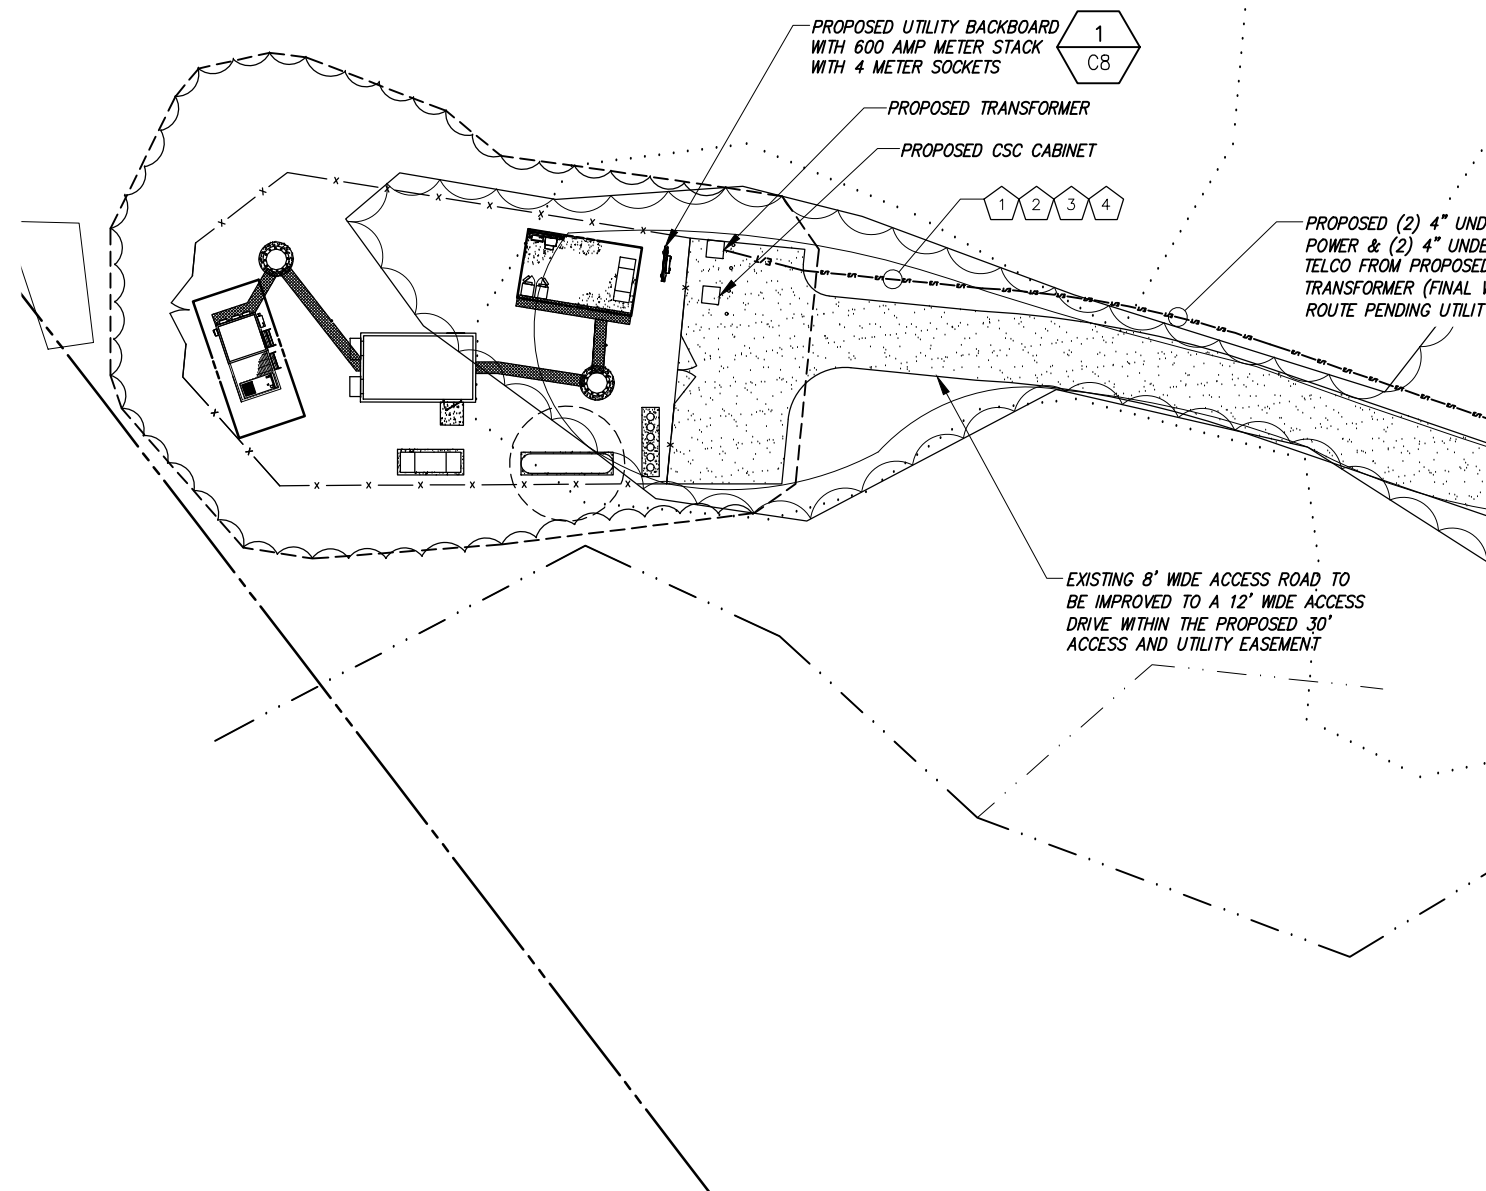 PROPOSED UTILITY BACKBOARD
WITH 600 AMP METER STACK
WITH 4 METER SOCKETS
1
C8
PROPOSED TRANSFORMER
PROPOSED CSC CABINET
1 2 3 4
PROPOSED (2) 4" UND
POWER & (2) 4" UNDE
TELCO FROM PROPOSED
TRANSFORMER (FINAL
ROUTE PENDING UTILIT
EXISTING 8' WIDE ACCESS ROAD TO
BE IMPROVED TO A 12' WIDE ACCESS
DRIVE WITHIN THE PROPOSED 30'
ACCESS AND UTILITY EASEMENT